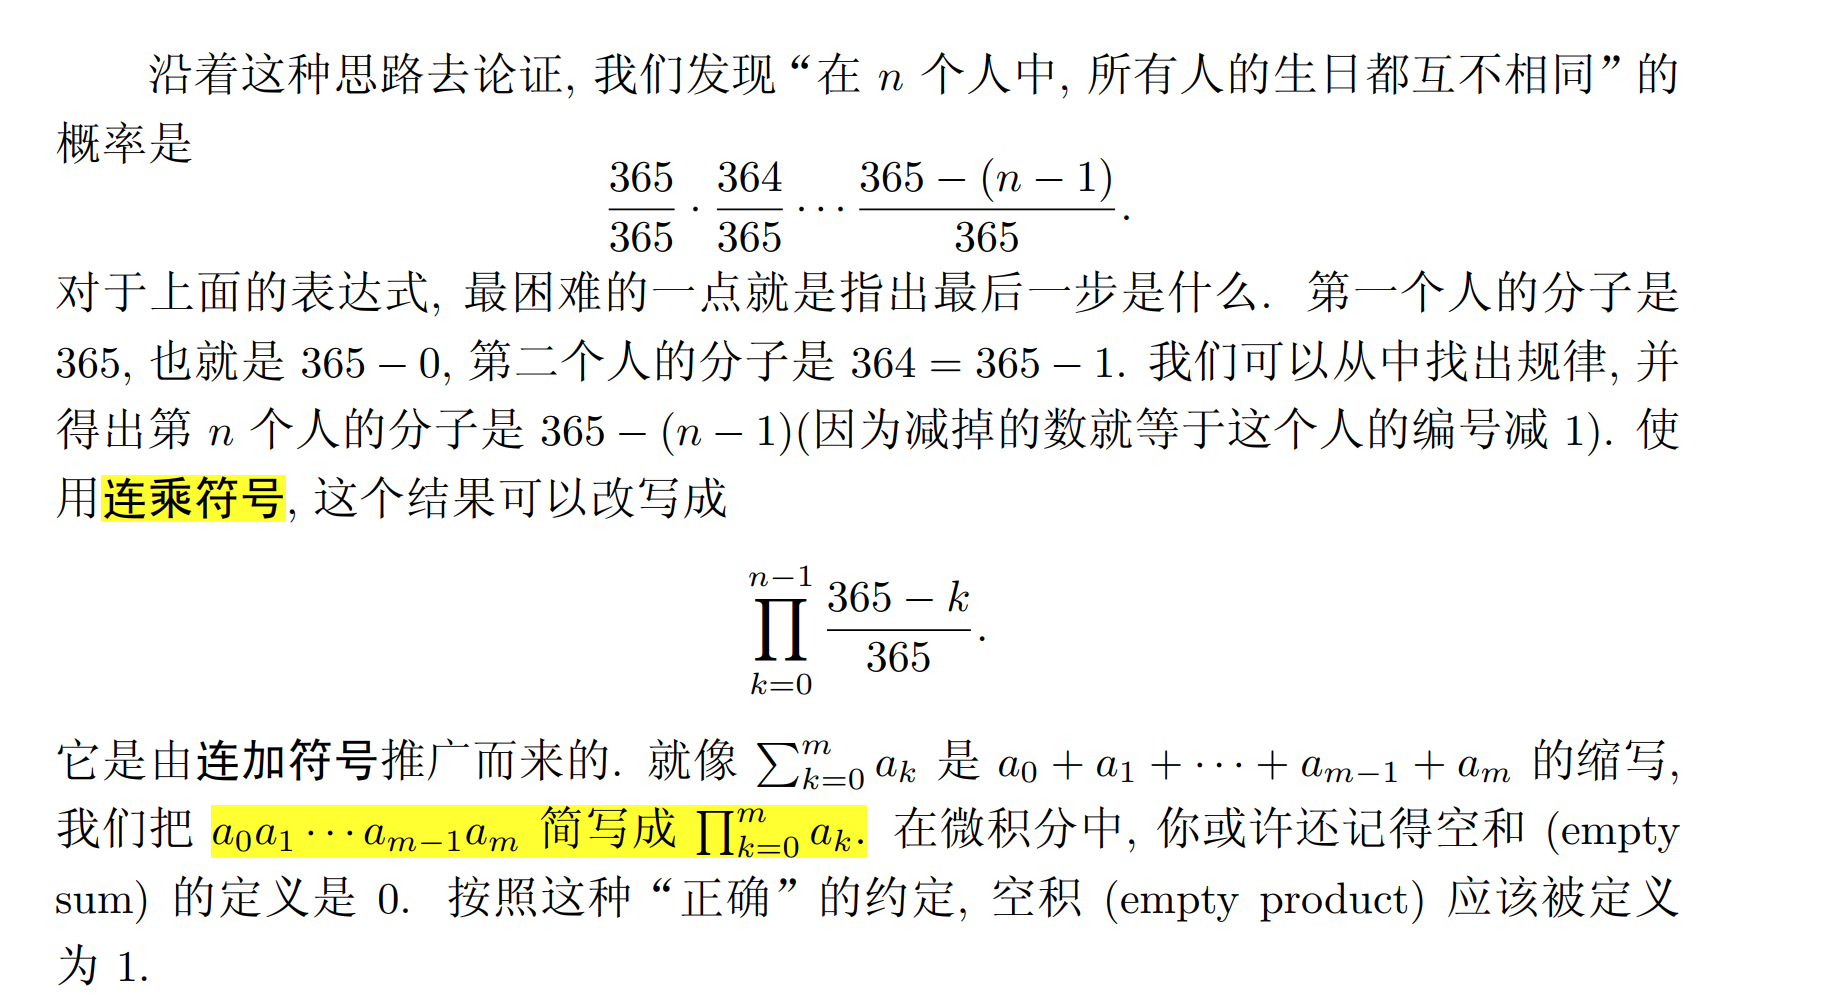 沿着这种思路去论证, 我们发现“在 n 个人中, 所有人的生日都互不相同”的
概率是
\frac{365}{365} \cdot \frac{364}{365} \cdots \frac{365-(n-1)}{365}.
对于上面的表达式, 最困难的一点就是指出最后一步是什么. 第一个人的分子是
365, 也就是 365 − 0, 第二个人的分子是 364 = 365 − 1. 我们可以从中找出规律, 并
得出第 n 个人的分子是 365 − (n − 1)(因为减掉的数就等于这个人的编号减 1). 使
用连乘符号, 这个结果可以改写成
\prod_{k=0}^{n-1} \frac{365-k}{365}.
它是由连加符号推广而来的. 就像 \sum_{k=0}^{m} a_k 是 a_0 + a_1 + \cdots + a_{m-1} + a_m 的缩写,
我们把 a_0 a_1 \cdots a_{m-1} a_m 简写成 \prod_{k=0}^{m} a_k. 在微积分中, 你或许还记得空和 (empty
sum) 的定义是 0. 按照这种“正确”的约定, 空积 (empty product) 应该被定义
为 1.